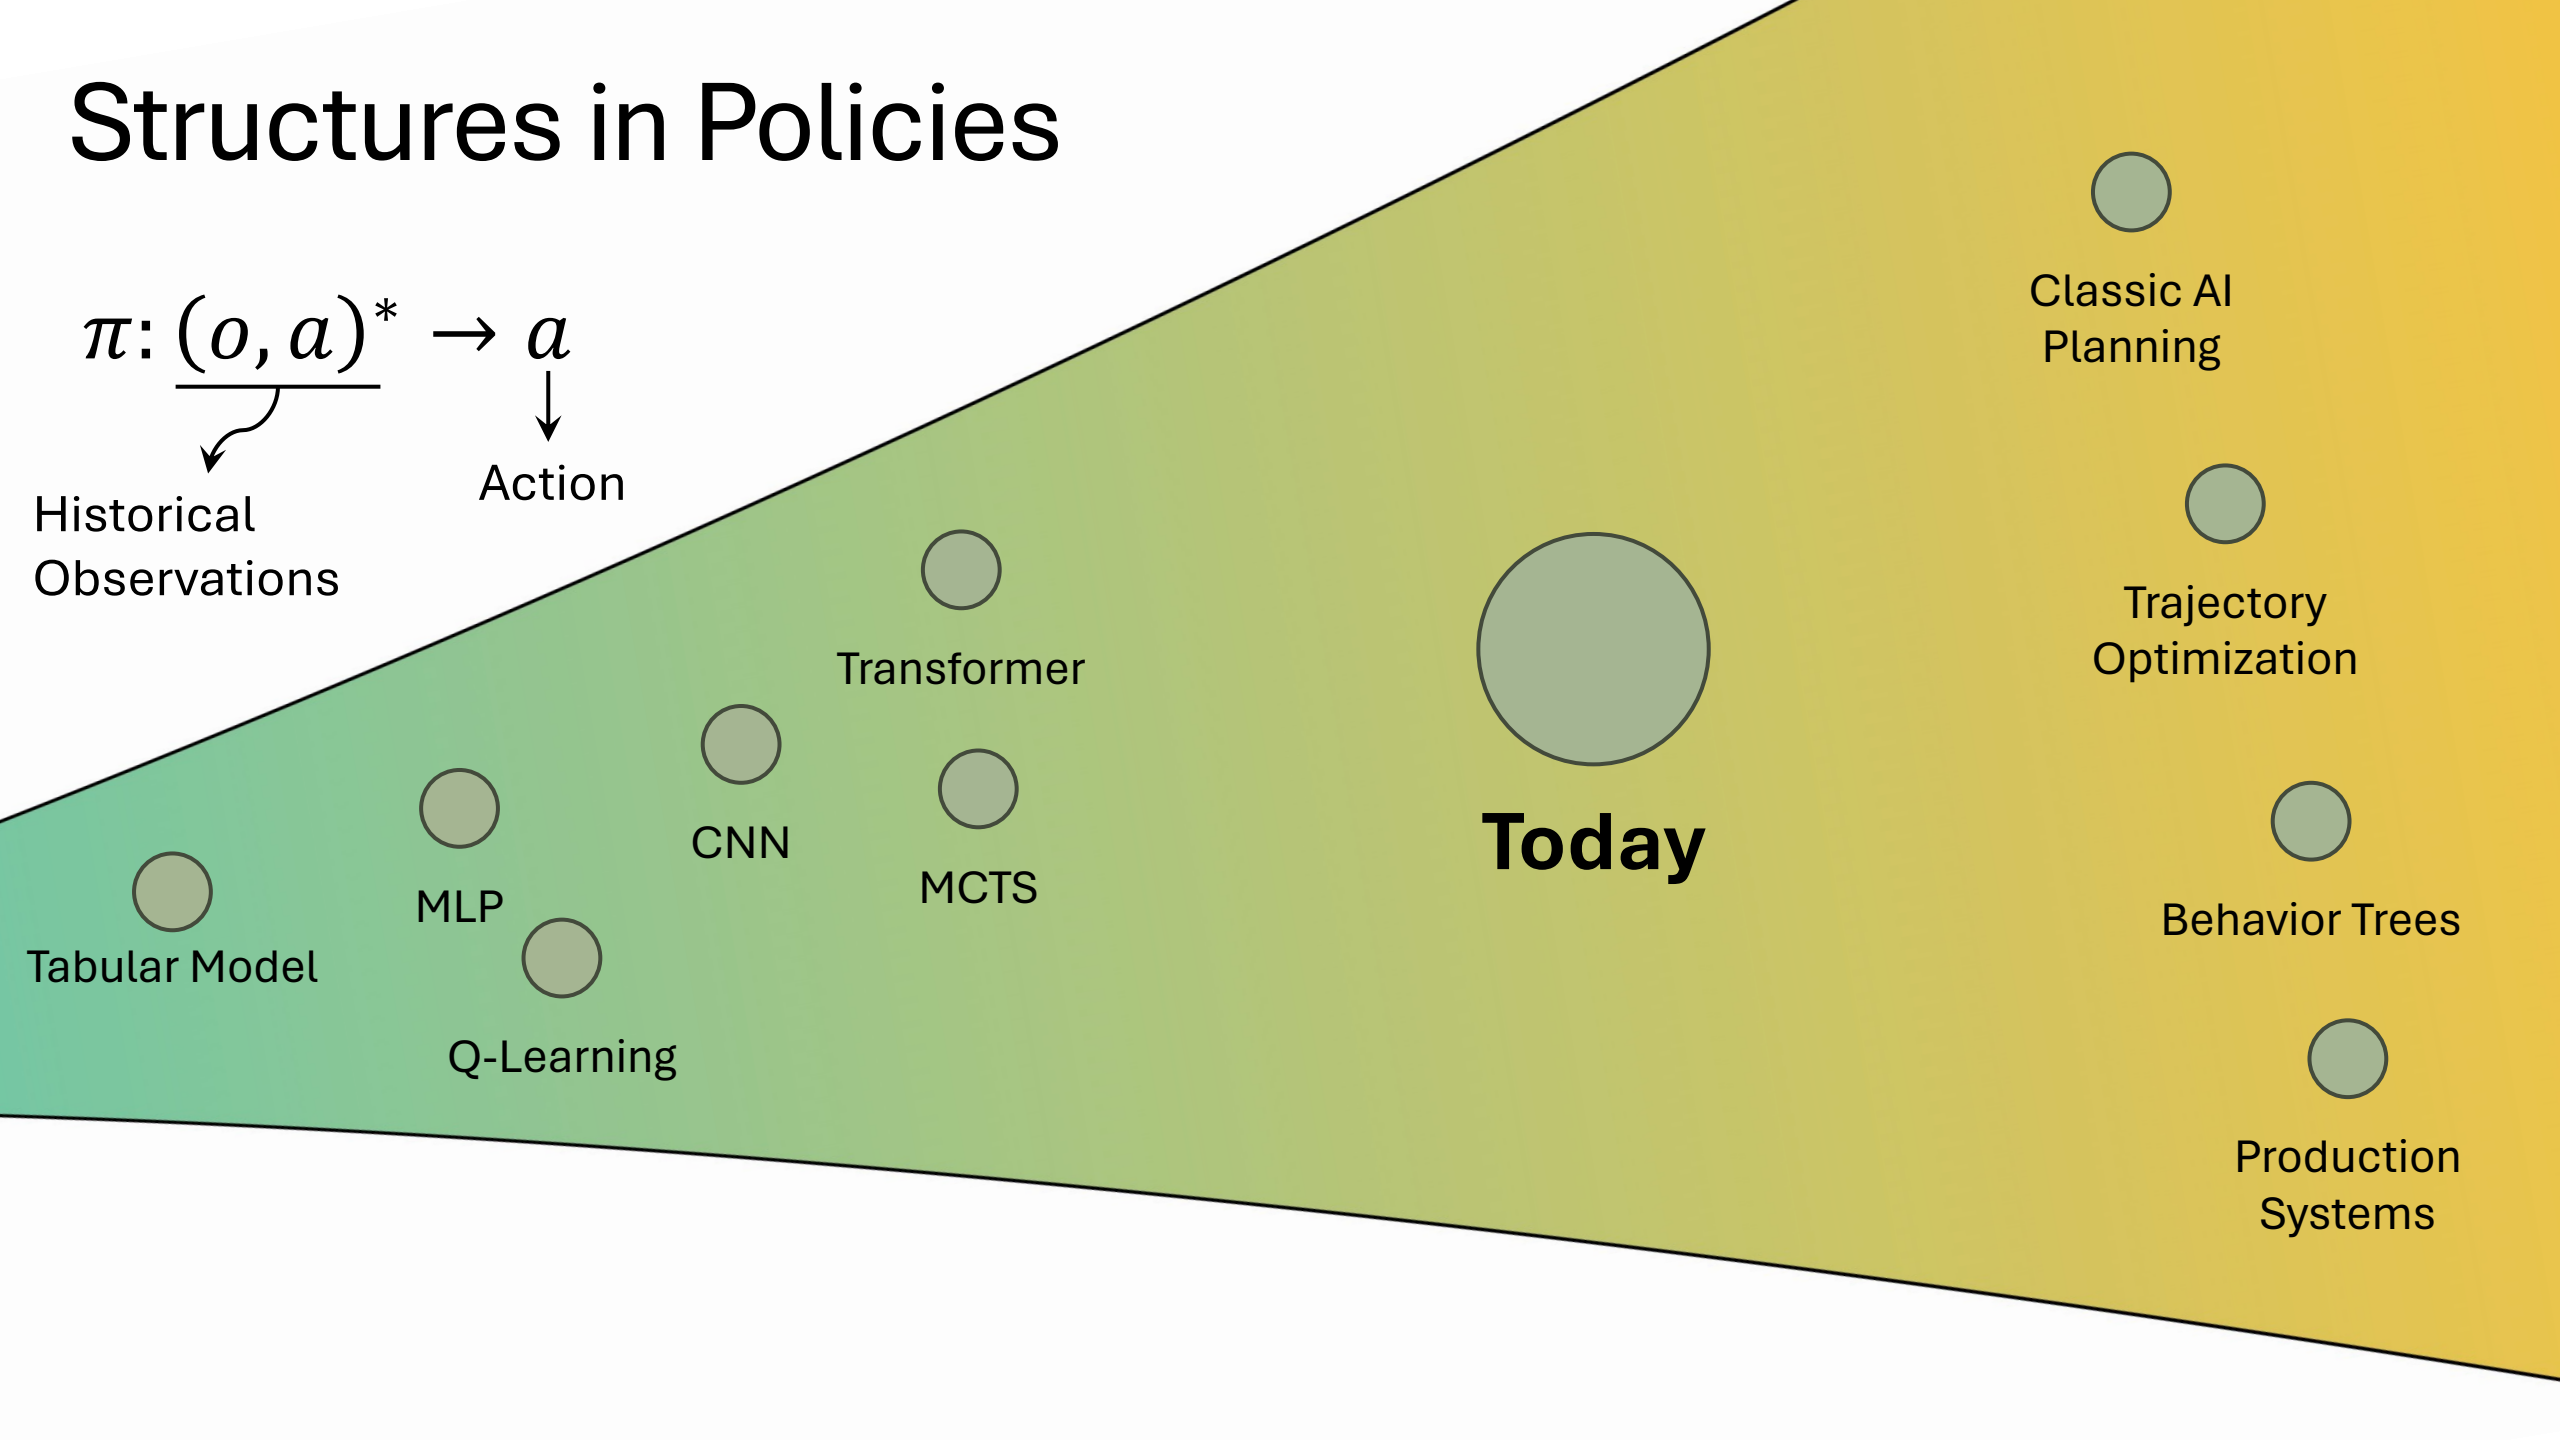 Structures in Policies
π: (o, a)* → a
Historical
Observations
Action
Classic AI
Planning
Trajectory
Optimization
Transformer
CNN
MCTS
Today
MLP
Behavior Trees
Tabular Model
Q-Learning
Production
Systems